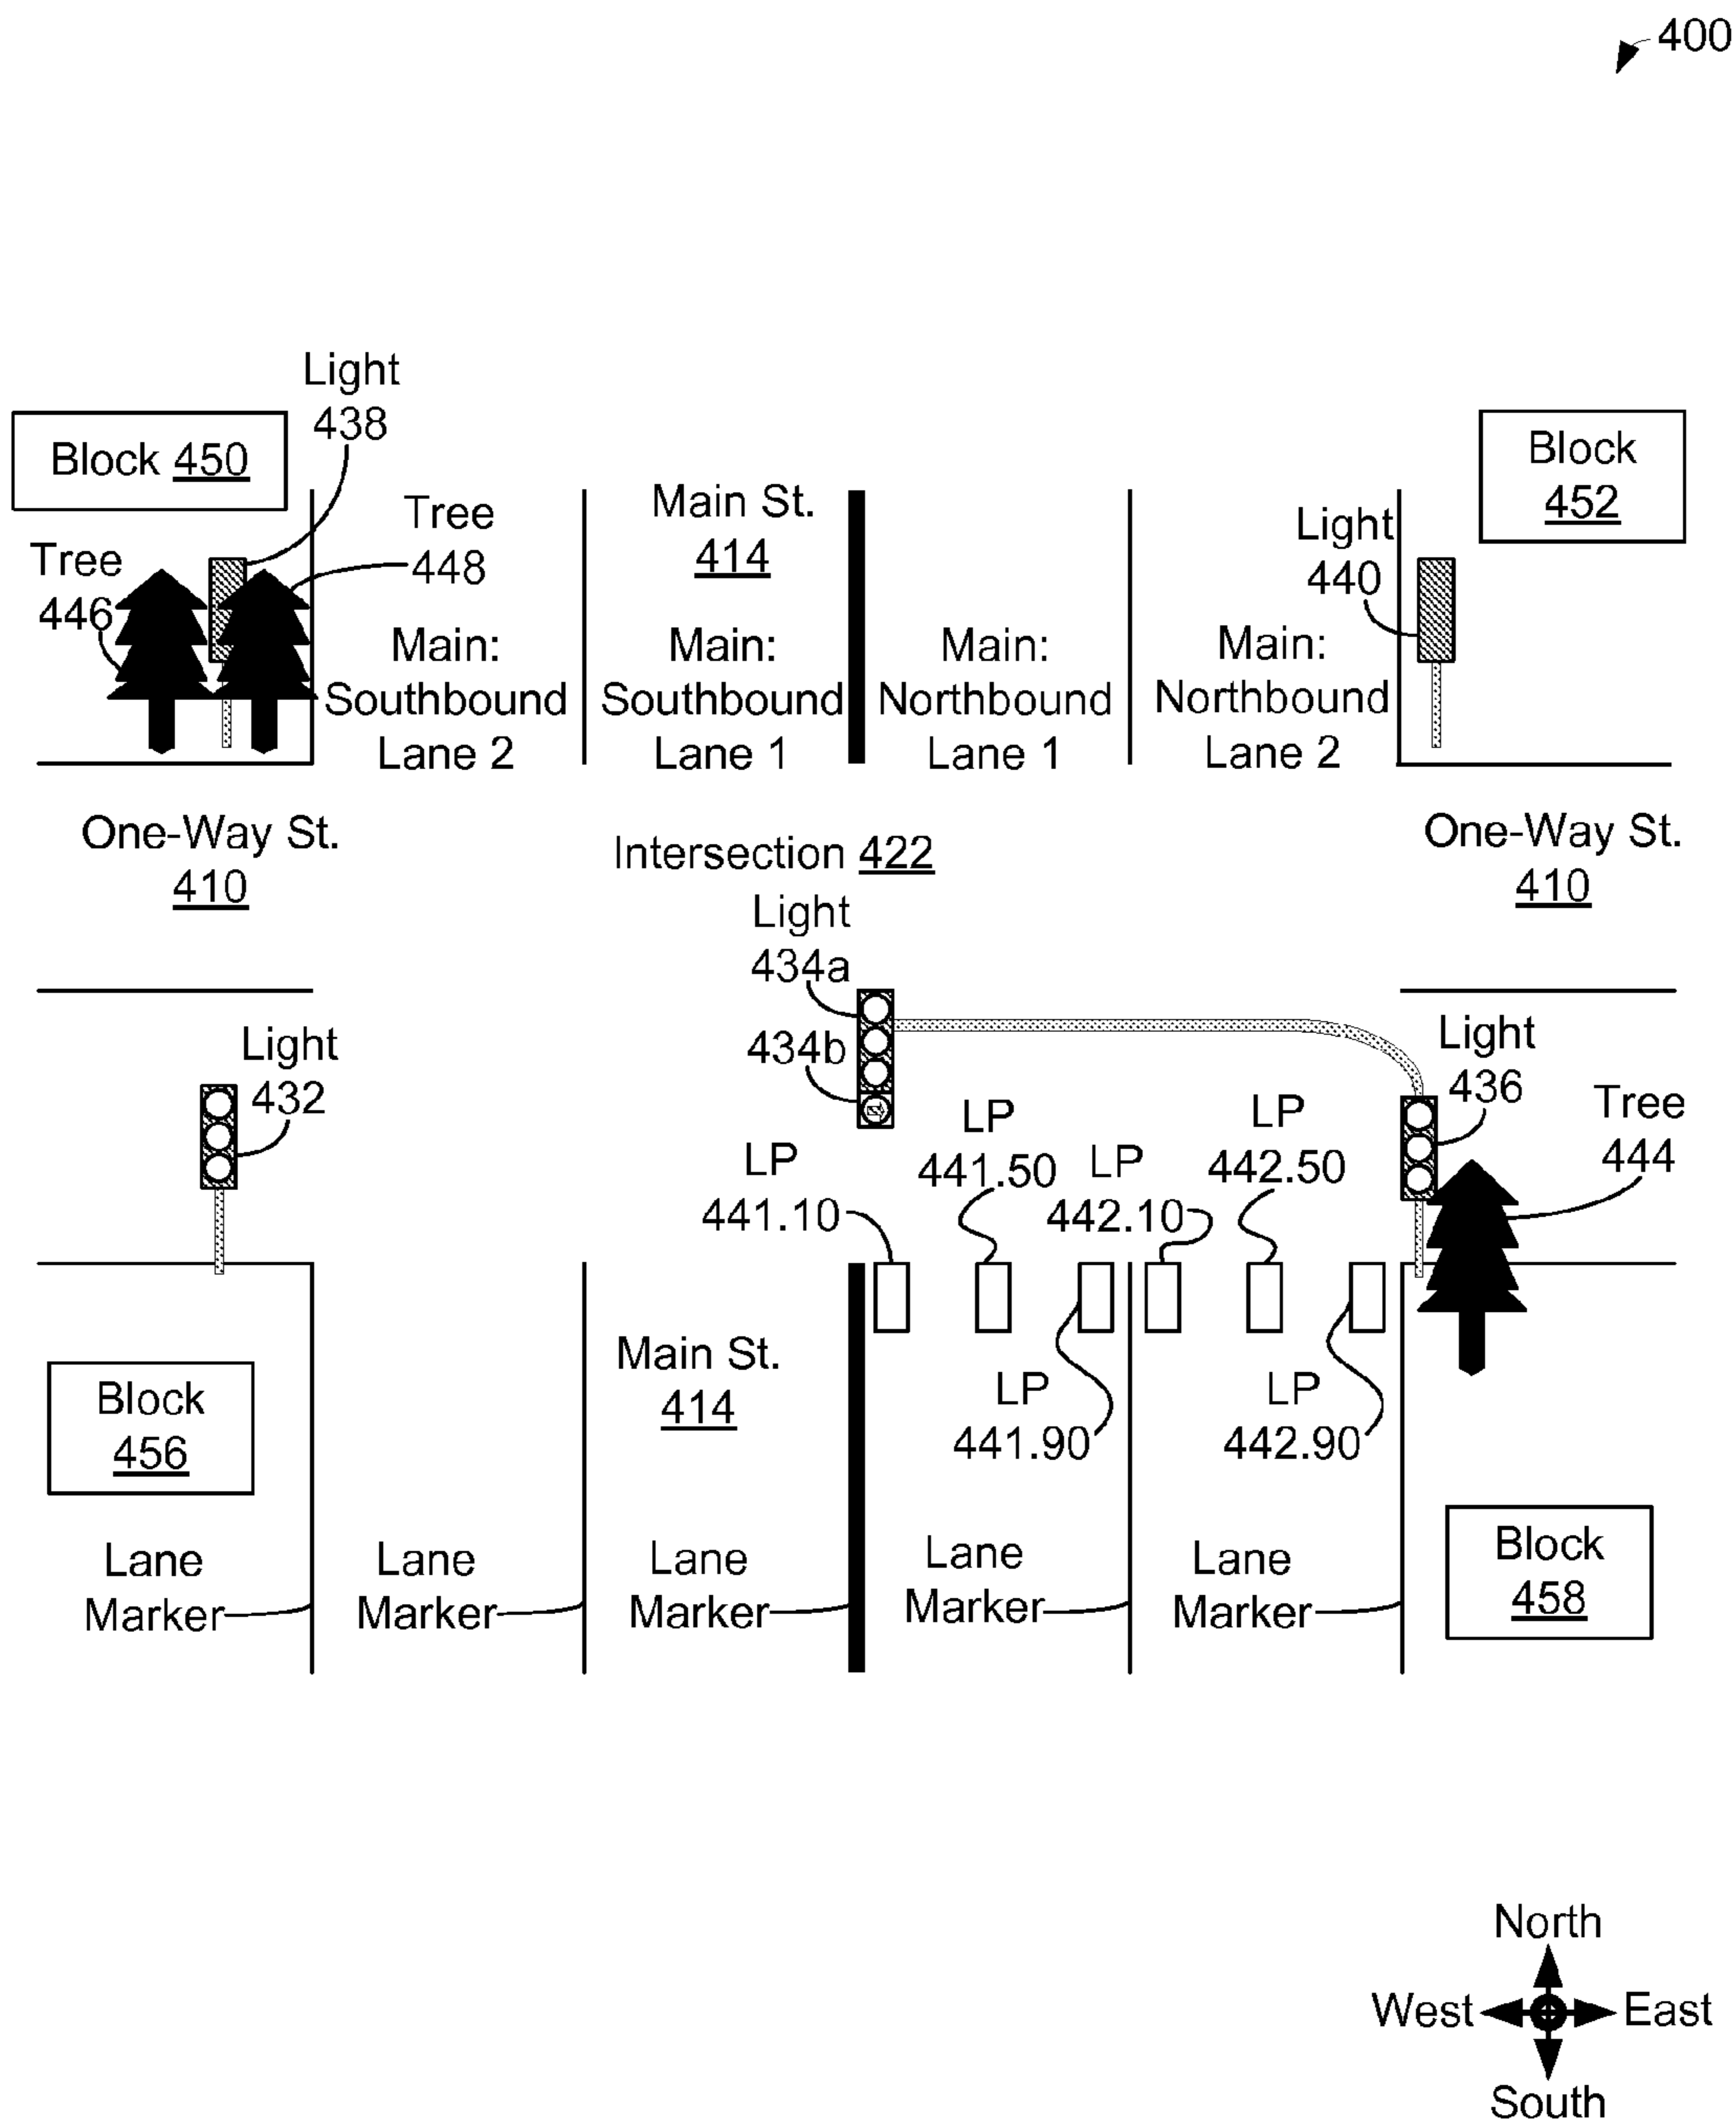 400
Light
438
Block 450
Tree
446
Tree
448
Main St.
414
Light
440
Block
452
Main:
Southbound
Lane 2
Main:
Southbound
Lane 1
Main:
Northbound
Lane 1
Main:
Northbound
Lane 2
One-Way St.
410
Intersection 422
One-Way St.
410
Light
434a
434b
Light
432
Light
436
Tree
444
LP
441.10
LP
441.50
LP
442.10
LP
442.50
Main St.
414
LP
441.90
LP
442.90
Block
456
Block
458
Lane
Marker
Lane
Marker
Lane
Marker
Lane
Marker
Lane
Marker
North
West
East
South